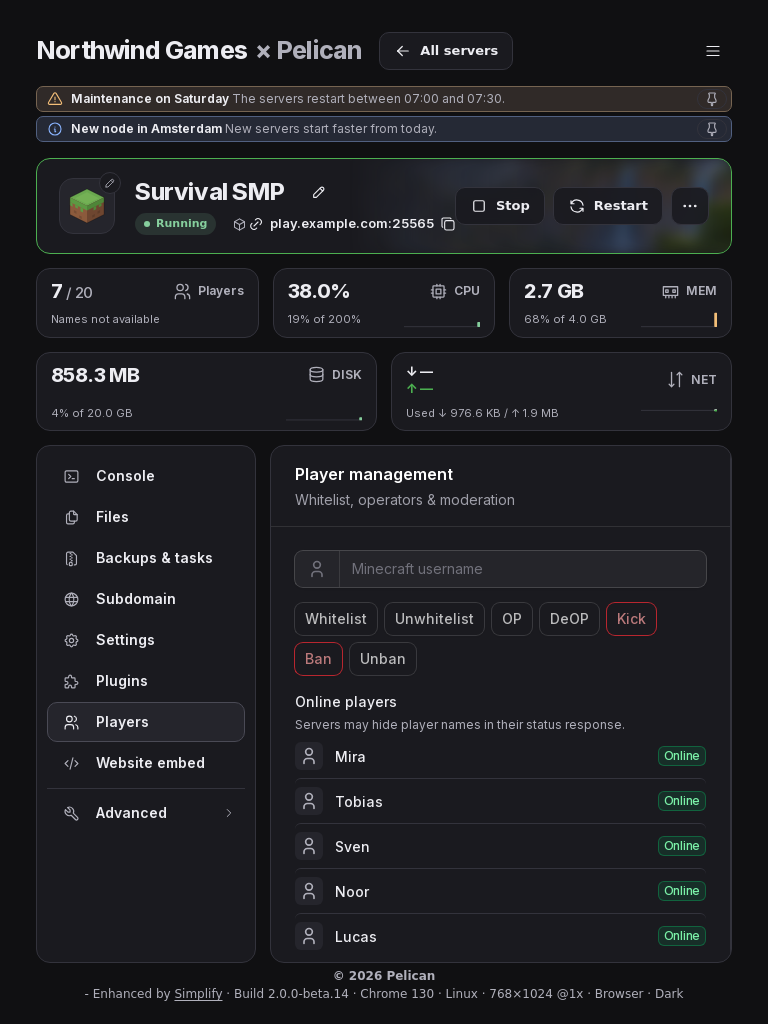 Northwind Games × Pelican
All servers
Maintenance on Saturday The servers restart between 07:00 and 07:30.
New node in Amsterdam New servers start faster from today.
Survival SMP
Running
play.example.com:25565
Stop
Restart
7 / 20
Players
Names not available
38.0%
CPU
19% of 200%
2.7 GB
MEM
68% of 4.0 GB
858.3 MB
DISK
4% of 20.0 GB
↓ —
↑ —
NET
Used ↓ 976.6 KB / ↑ 1.9 MB
Console
Files
Backups & tasks
Subdomain
Settings
Plugins
Players
Website embed
Advanced
Player management
Whitelist, operators & moderation
Minecraft username
Whitelist
Unwhitelist
OP
DeOP
Kick
Ban
Unban
Online players
Servers may hide player names in their status response.
Mira
Online
Tobias
Online
Sven
Online
Noor
Online
Lucas
Online
© 2026 Pelican
- Enhanced by Simplify · Build 2.0.0-beta.14 · Chrome 130 · Linux · 768×1024 @1x · Browser · Dark